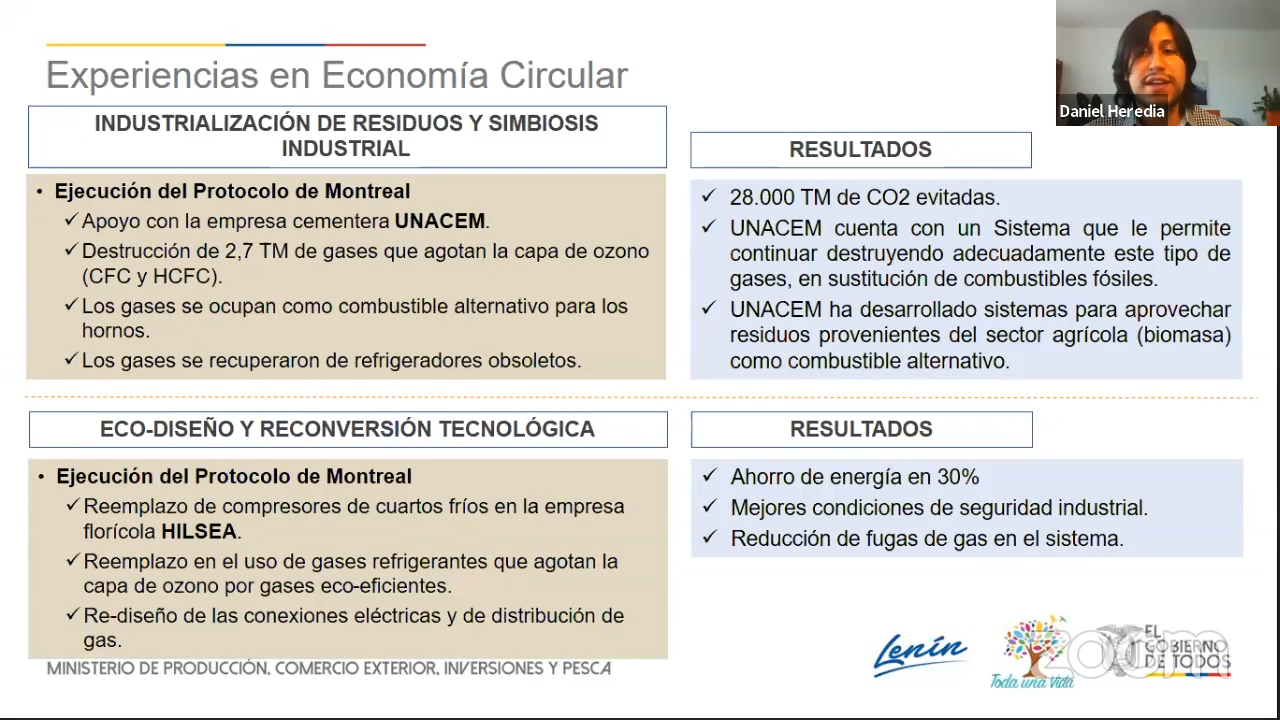 Experiencias en Economía Circular
Daniel Heredia
INDUSTRIALIZACIÓN DE RESIDUOS Y SIMBIOSIS
INDUSTRIAL
• Ejecución del Protocolo de Montreal
✓Apoyo con la empresa cementera UNACEM.
✓Destrucción de 2,7 TM de gases que agotan la capa de ozono
(CFC y HCFC).
✓Los gases se ocupan como combustible alternativo para los
hornos.
✓Los gases se recuperaron de refrigeradores obsoletos.
RESULTADOS
✓ 28.000 TM de CO2 evitadas.
✓ UNACEM cuenta con un Sistema que le permite
continuar destruyendo adecuadamente este tipo de
gases, en sustitución de combustibles fósiles.
✓ UNACEM ha desarrollado sistemas para aprovechar
residuos provenientes del sector agrícola (biomasa)
como combustible alternativo.
ECO-DISEÑO Y RECONVERSIÓN TECNOLÓGICA
• Ejecución del Protocolo de Montreal
✓Reemplazo de compresores de cuartos fríos en la empresa
florícola HILSEA.
✓Reemplazo en el uso de gases refrigerantes que agotan la
capa de ozono por gases eco-eficientes.
✓Re-diseño de las conexiones eléctricas y de distribución de
gas.
RESULTADOS
✓ Ahorro de energía en 30%
✓ Mejores condiciones de seguridad industrial.
✓ Reducción de fugas de gas en el sistema.
MINISTERIO DE PRODUCCIÓN, COMERCIO EXTERIOR, INVERSIONES Y PESCA
Lenín
Toda una Vida
EL
GOBIERNO
DE TODOS
zoom